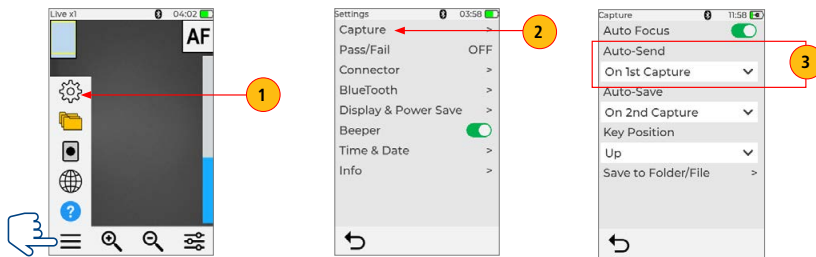 Live x1 04:02
AF
1
?
Settings 03:58
Capture >
Pass/Fail OFF
Connector >
BlueTooth >
Display & Power Save >
Beeper
Time & Date >
Info >
2
Capture 11:58
Auto Focus
Auto-Send
On 1st Capture
Auto-Save
On 2nd Capture
Key Position
Up
Save to Folder/File >
3